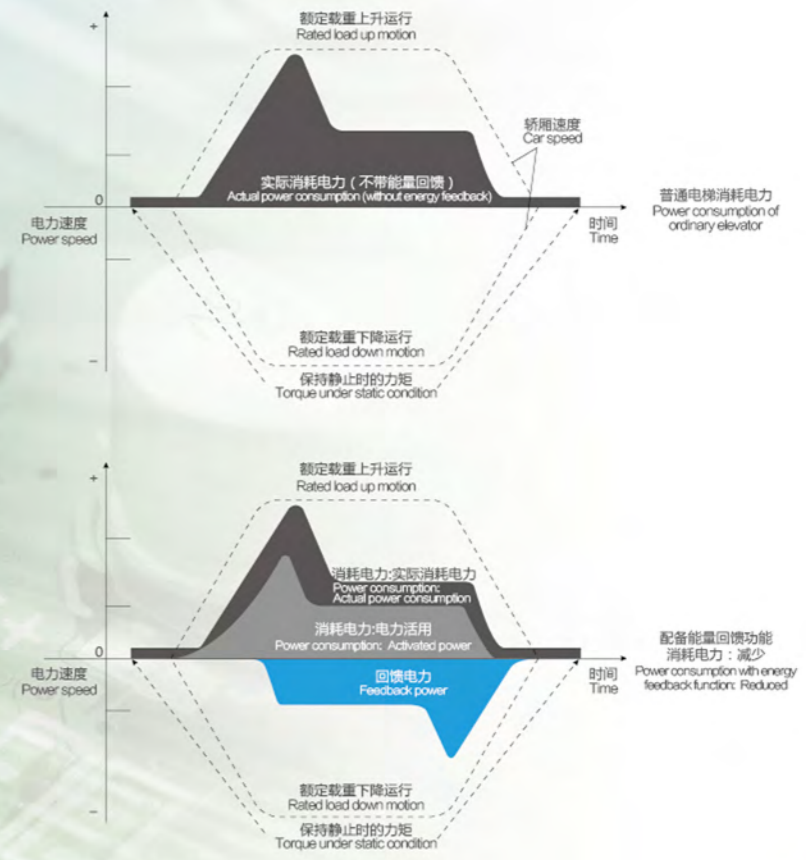 +
额定载重上升运行
Rated load up motion
轿厢速度
Car speed
实际消耗电力（不带能量回馈）
Actual power consumption (without energy feedback)
0
电力速度
Power speed
时间
Time
普通电梯消耗电力
Power consumption of
ordinary elevator
额定载重下降运行
Rated load down motion
−
保持静止时的力矩
Torque under static condition
+
额定载重上升运行
Rated load up motion
消耗电力:实际消耗电力
Power consumption:
Actual power consumption
消耗电力:电力活用
Power consumption: Activated power
0
电力速度
Power speed
回馈电力
Feedback power
时间
Time
配备能量回馈功能
消耗电力：减少
Power consumption with energy
feedback function: Reduced
额定载重下降运行
Rated load down motion
−
保持静止时的力矩
Torque under static condition